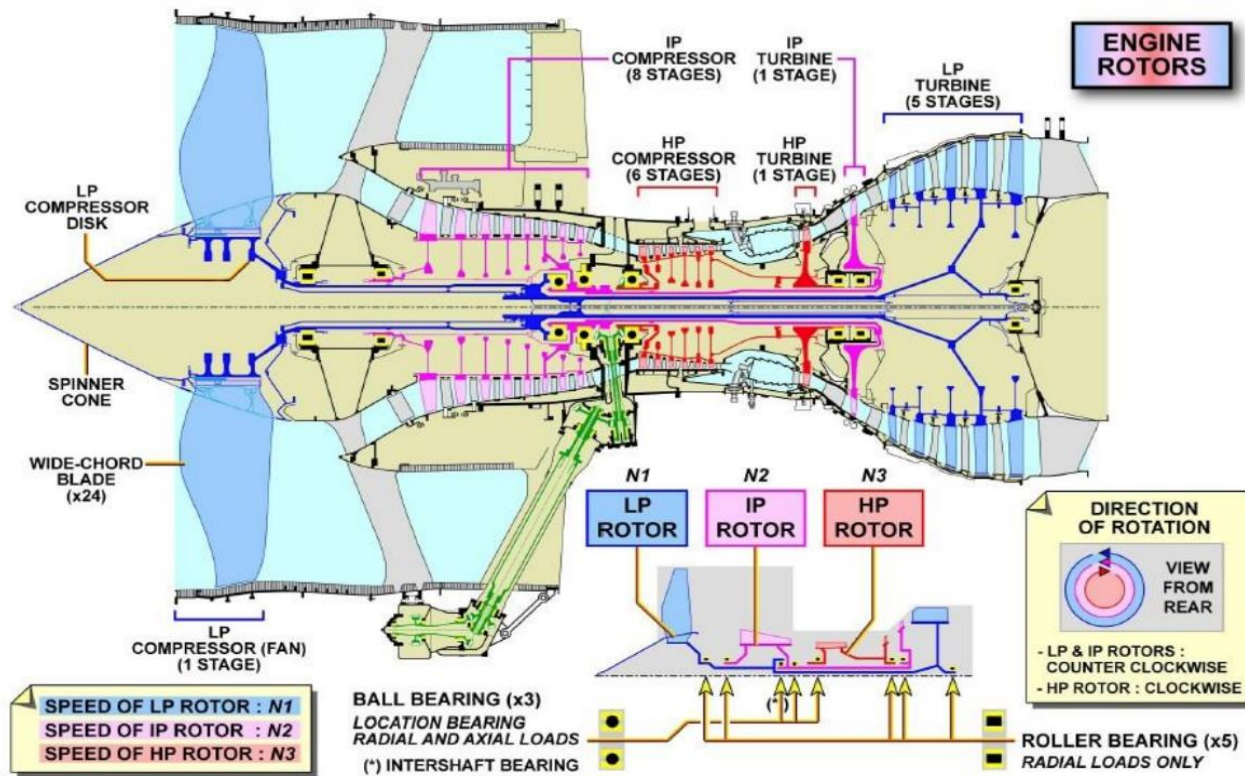 ENGINE
ROTORS
IP
COMPRESSOR
(8 STAGES)
IP
TURBINE
(1 STAGE)
LP
TURBINE
(5 STAGES)
HP
COMPRESSOR
(6 STAGES)
HP
TURBINE
(1 STAGE)
LP
COMPRESSOR
DISK
SPINNER
CONE
WIDE-CHORD
BLADE
(x24)
LP
COMPRESSOR (FAN)
(1 STAGE)
N1
LP
ROTOR
N2
IP
ROTOR
N3
HP
ROTOR
DIRECTION
OF ROTATION
VIEW
FROM
REAR
- LP & IP ROTORS :
COUNTER CLOCKWISE
- HP ROTOR : CLOCKWISE
SPEED OF LP ROTOR : N1
SPEED OF IP ROTOR : N2
SPEED OF HP ROTOR : N3
BALL BEARING (x3)
LOCATION BEARING
RADIAL AND AXIAL LOADS
(*) INTERSHAFT BEARING
(*)
ROLLER BEARING (x5)
RADIAL LOADS ONLY